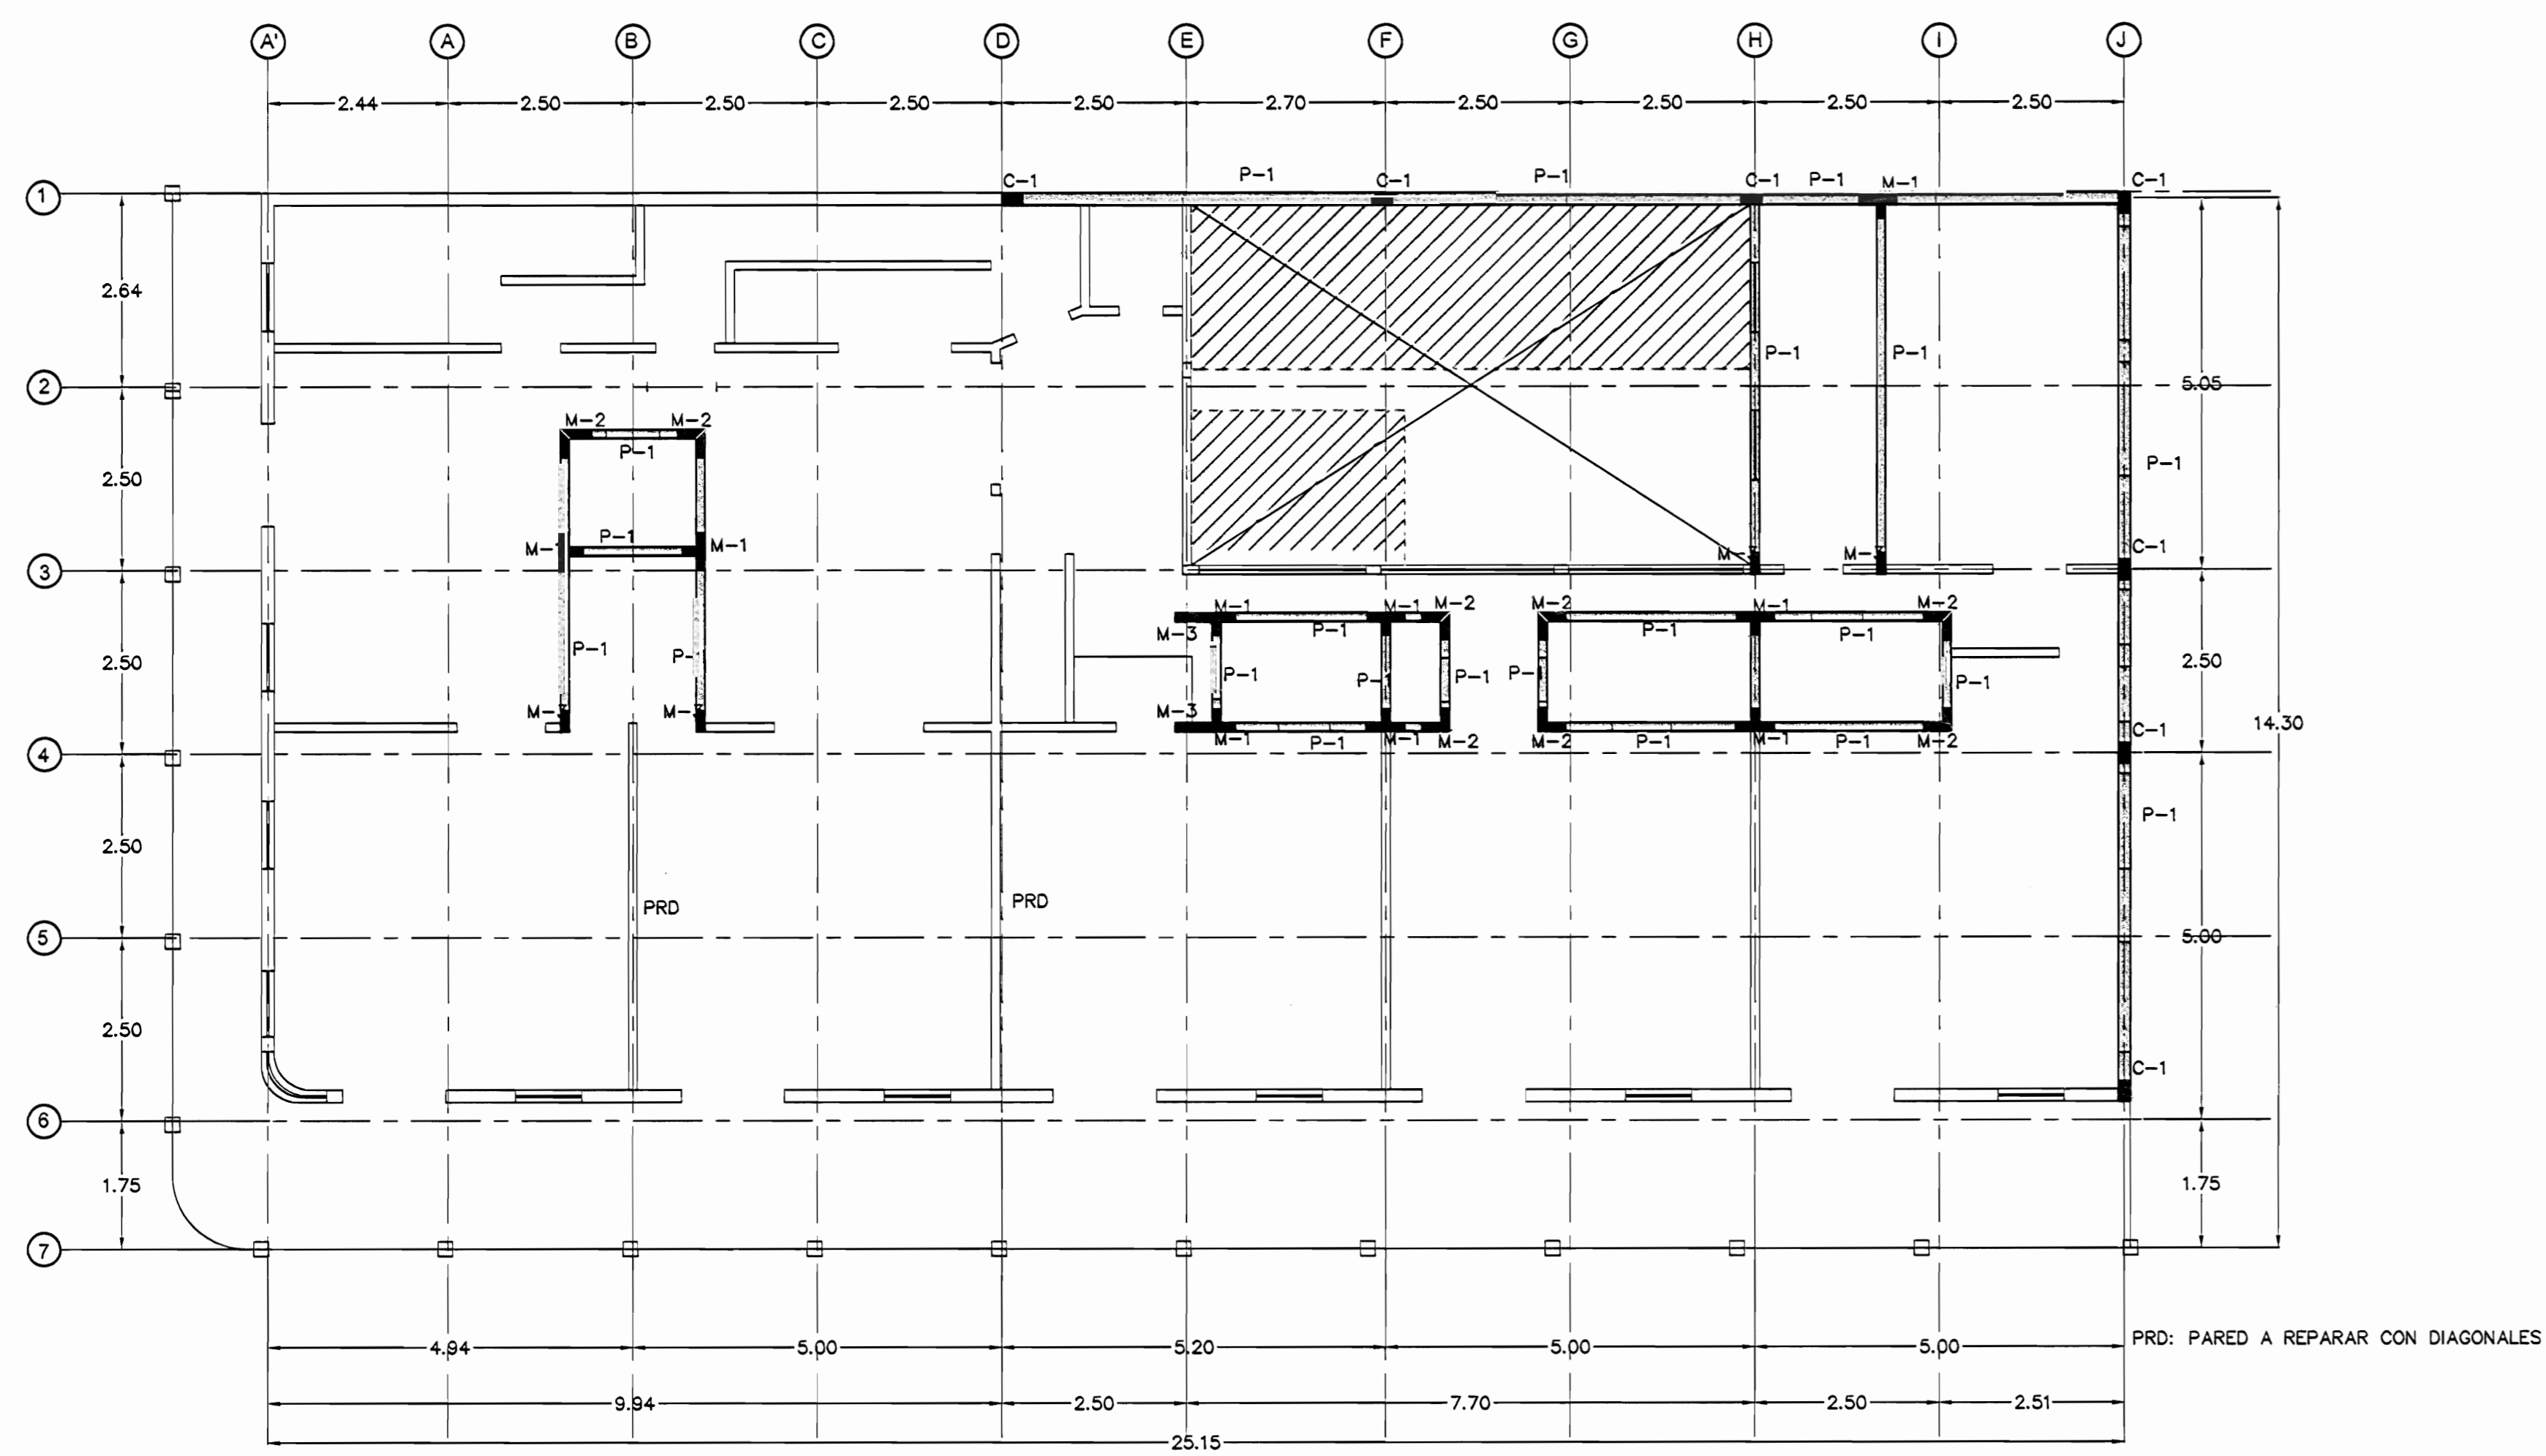 A' A B C D E F G H I J
2.44 2.50 2.50 2.50 2.50 2.70 2.50 2.50 2.50 2.50
1
C-1 P-1 C-1 P-1 C-1 P-1 M-1 C-1
2.64
P-1 P-1
2
5.05
M-2 M-2
P-1
P-1
2.50
P-1
M-1 M-1 C-1
3
M-1 M-1 M-2 M-2 M-1 M-2
M-3 P-1 P-1 P-1
P-1
2.50 2.50
P-1 P-1 P-1
M-3
M-1 P-1 M-1 M-2 M-2 P-1 M-1 P-1 M-2
C-1
14.30
4
P-1
2.50
PRD PRD
5
5.00
2.50
C-1
6
1.75 1.75
7
PRD: PARED A REPARAR CON DIAGONALES
4.94 5.00 5.20 5.00 5.00
9.94 2.50 7.70 2.50 2.51
25.15